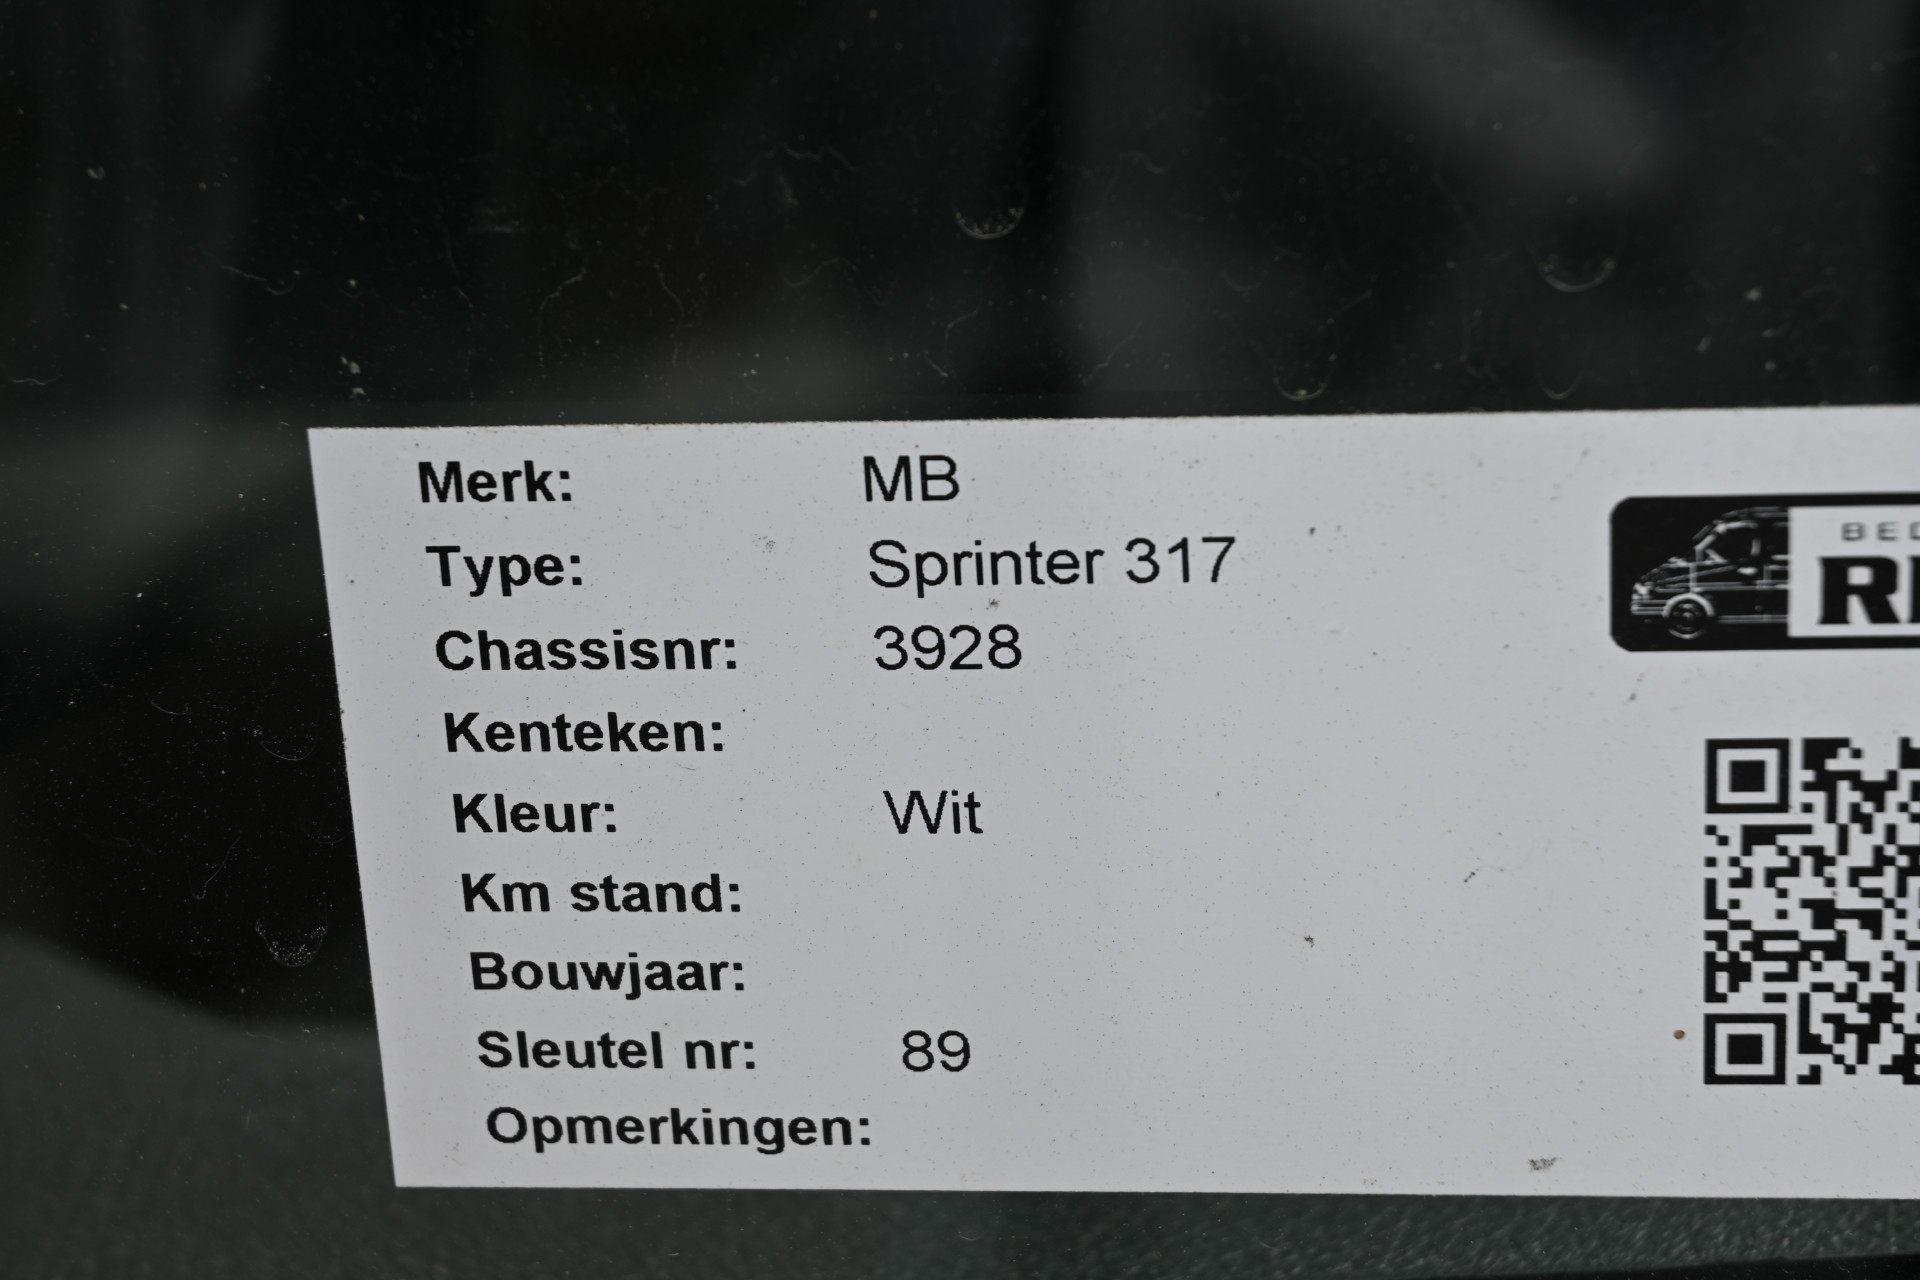 Merk: MB
Type: Sprinter 317
Chassisnr: 3928
Kenteken:
Kleur: Wit
Km stand:
Bouwjaar:
Sleutel nr: 89
Opmerkingen: